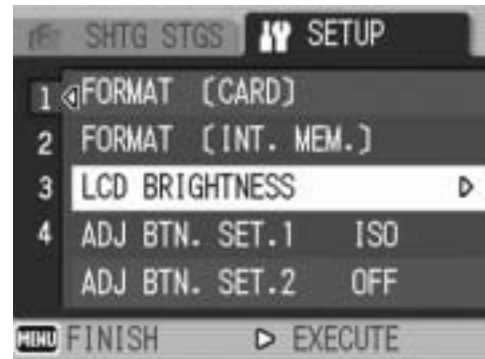 SHTG STGS SETUP
1 FORMAT [CARD]
2 FORMAT [INT. MEM.]
3 LCD BRIGHTNESS
4 ADJ BTN. SET.1 ISO
ADJ BTN. SET.2 OFF
MENU FINISH EXECUTE